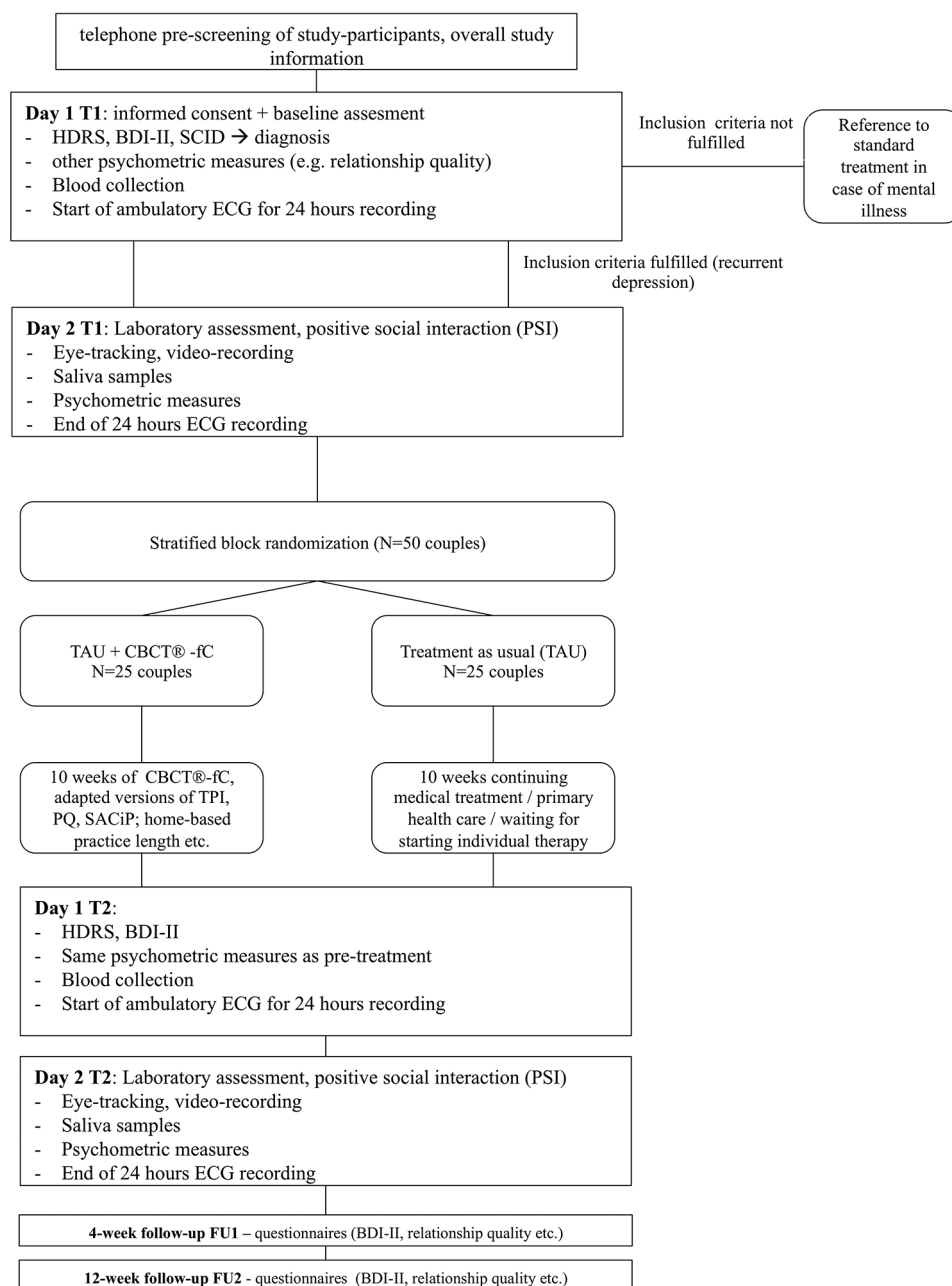 telephone pre-screening of study-participants, overall study
information
Day 1 T1: informed consent + baseline assesment
- HDRS, BDI-II, SCID → diagnosis
- other psychometric measures (e.g. relationship quality)
- Blood collection
- Start of ambulatory ECG for 24 hours recording
Inclusion criteria not
fulfilled
Reference to
standard
treatment in
case of mental
illness
Inclusion criteria fulfilled (recurrent
depression)
Day 2 T1: Laboratory assessment, positive social interaction (PSI)
- Eye-tracking, video-recording
- Saliva samples
- Psychometric measures
- End of 24 hours ECG recording
Stratified block randomization (N=50 couples)
TAU + CBCT® -fC
N=25 couples
Treatment as usual (TAU)
N=25 couples
10 weeks of CBCT®-fC,
adapted versions of TPI,
PQ, SACiP; home-based
practice length etc.
10 weeks continuing
medical treatment / primary
health care / waiting for
starting individual therapy
Day 1 T2:
- HDRS, BDI-II
- Same psychometric measures as pre-treatment
- Blood collection
- Start of ambulatory ECG for 24 hours recording
Day 2 T2: Laboratory assessment, positive social interaction (PSI)
- Eye-tracking, video-recording
- Saliva samples
- Psychometric measures
- End of 24 hours ECG recording
4-week follow-up FU1 – questionnaires (BDI-II, relationship quality etc.)
12-week follow-up FU2 - questionnaires (BDI-II, relationship quality etc.)